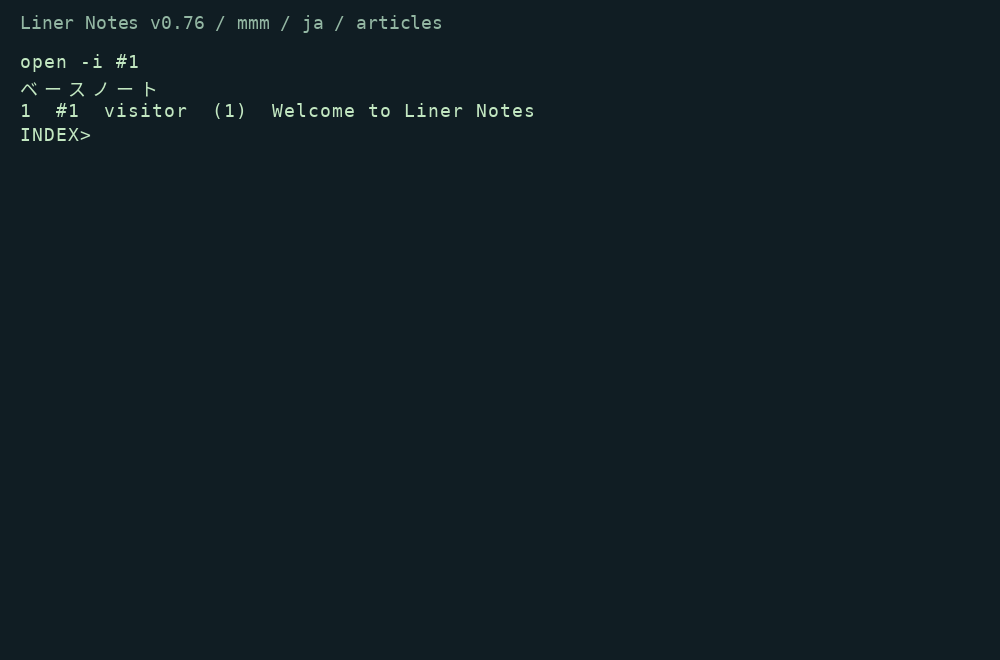 Liner Notes v0.76 / mmm / ja / articles
open -i #1
ベースノート
1  #1  visitor  (1)  Welcome to Liner Notes
INDEX>